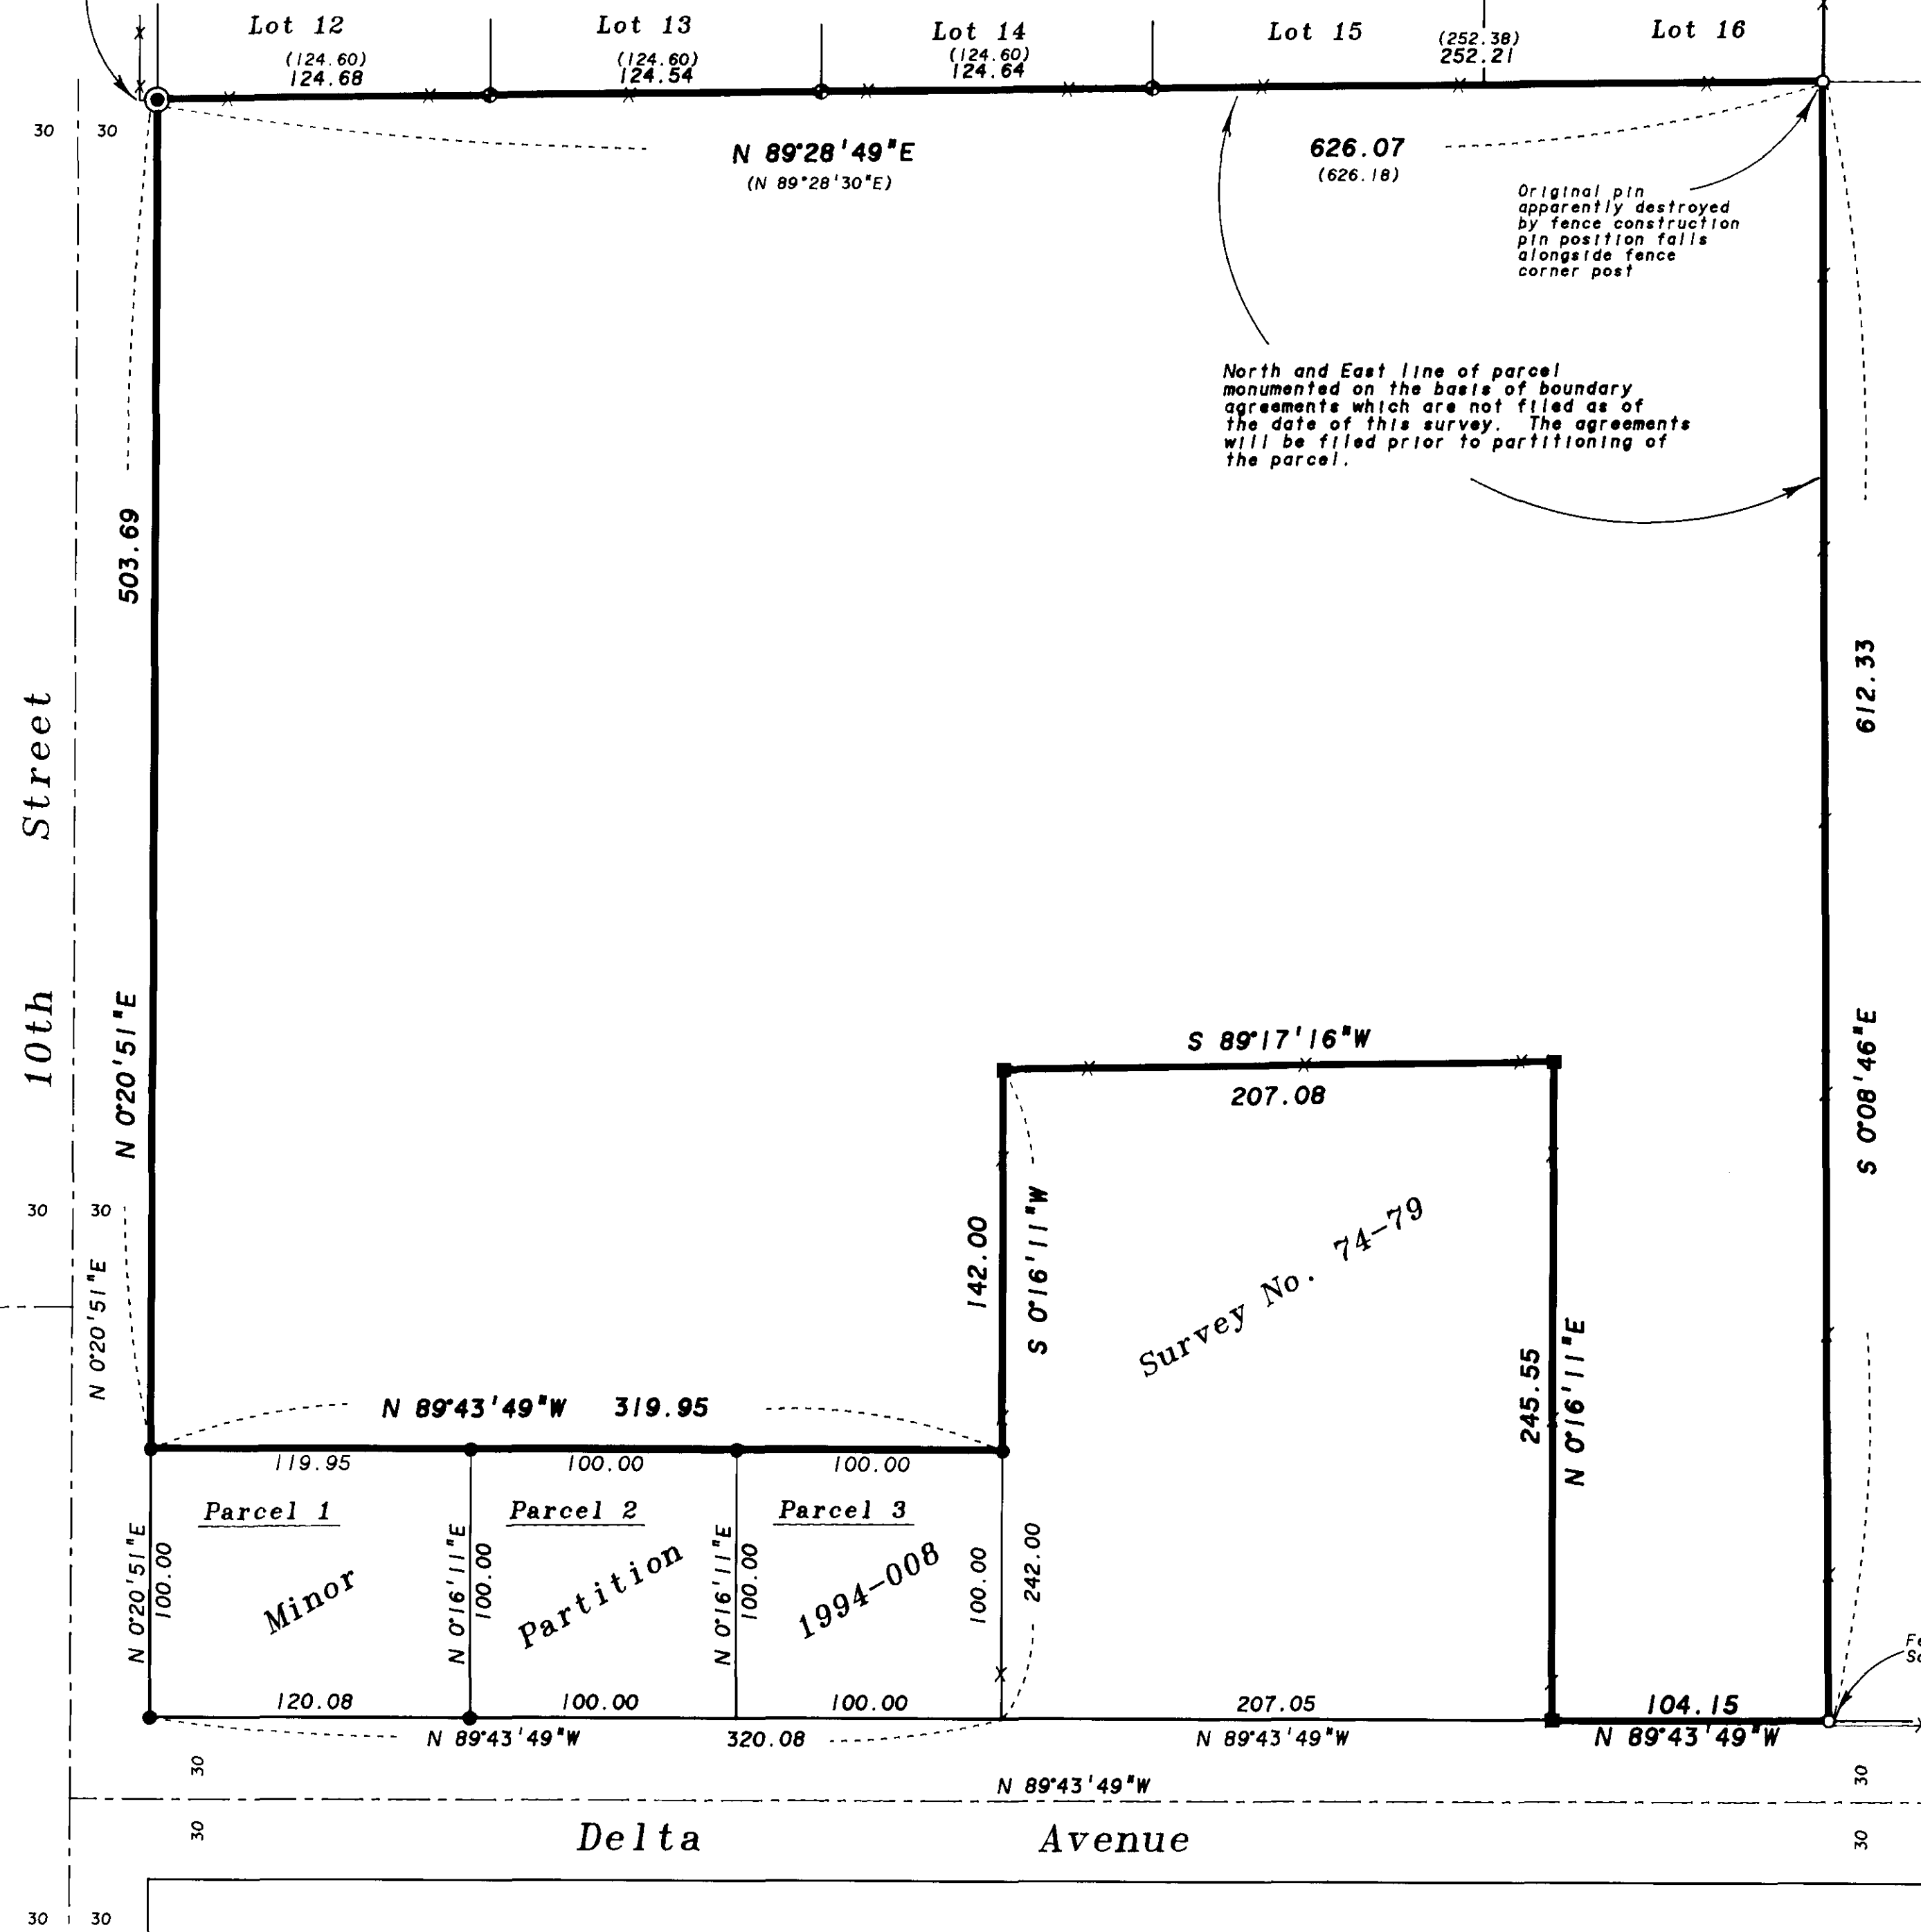 Lot 12
Lot 13
Lot 14
Lot 15
Lot 16
(124.60)
124.68
(124.60)
124.54
(124.60)
124.64
(252.38)
252.21
30
30
N 89°28'49"E
(N 89°28'30"E)
626.07
(626.18)
Original pin
apparently destroyed
by fence construction
pin position falls
alongside fence
corner post
North and East line of parcel
monumented on the basis of boundary
agreements which are not filed as of
the date of this survey. The agreements
will be filed prior to partitioning of
the parcel.
503.69
N 0°20'51"E
612.33
S 0°08'46"E
10th Street
S 89°17'16"W
207.08
30
30
N 0°20'51"E
142.00
S 0°16'11"W
Survey No. 74-79
245.55
N 0°16'11"E
N 89°43'49"W 319.95
119.95
100.00
100.00
Parcel 1
Parcel 2
Parcel 3
N 0°20'51"E
100.00
N 0°16'11"E
100.00
N 0°16'11"E
100.00
100.00
242.00
Minor Partition 1994-008
120.08
100.00
100.00
207.05
104.15
N 89°43'49"W
320.08
N 89°43'49"W
N 89°43'49"W
30
N 89°43'49"W
30
30
Delta Avenue
30
30
30